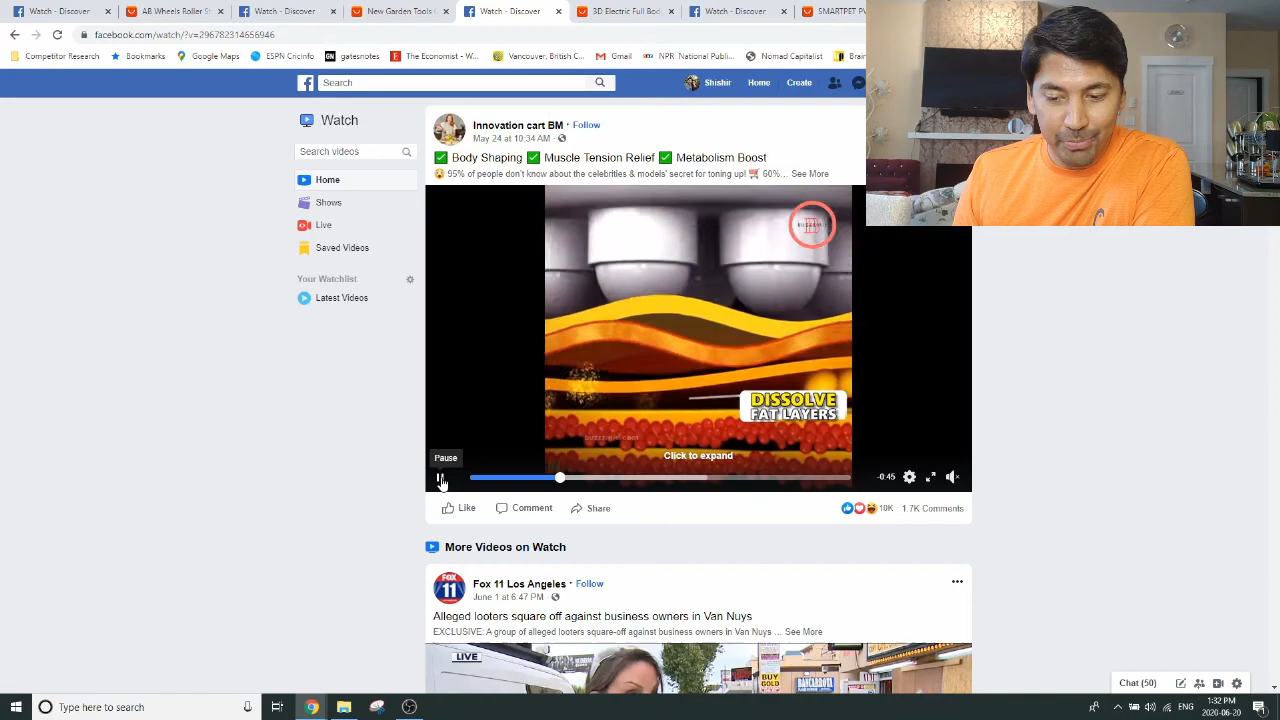 Watch - Discover
AB Wheels Roller St
Watch - Discover
New Garden Tools
Watch - Discover
3D Electric Full Bod
Watch - Discover
SMARTPET
facebook.com/watch/?v=296782314656946
Competitor Research
Bookmarks
Google Maps
ESPN Cricinfo
GN gatesnotes
The Economist - W
Vancouver, British C
Gmail
NPR National Publi...
Nomad Capitalist
Brain
Search
Shishir
Home
Create
Watch
Search videos
Home
Shows
Live
Saved Videos
Your Watchlist
Latest Videos
Innovation cart BM · Follow
May 24 at 10:34 AM ·
✅ Body Shaping ✅ Muscle Tension Relief ✅ Metabolism Boost
😲 95% of people don't know about the celebrities & models' secret for toning up! 🛒 60%... See More
DISSOLVE
FAT LAYERS
Click to expand
Pause
-0:45
Like
Comment
Share
10K · 1.7K Comments
More Videos on Watch
FOX
11
Fox 11 Los Angeles · Follow
June 1 at 6:47 PM ·
Alleged looters square off against business owners in Van Nuys
EXCLUSIVE: A group of alleged looters square-off against business owners in Van Nuys ... See More
LIVE
BUY
GOLD
BANCARROTA
Chat (50)
Type here to search
ENG
1:32 PM
2020-06-20